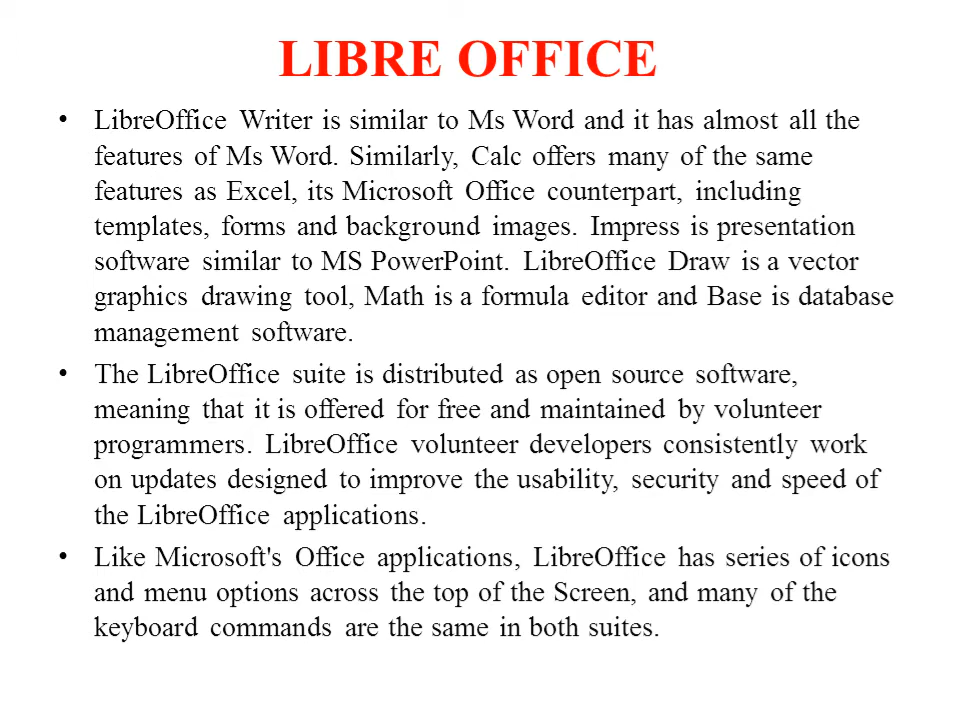 LIBRE OFFICE
• LibreOffice Writer is similar to Ms Word and it has almost all the
features of Ms Word. Similarly, Calc offers many of the same
features as Excel, its Microsoft Office counterpart, including
templates, forms and background images. Impress is presentation
software similar to MS PowerPoint. LibreOffice Draw is a vector
graphics drawing tool, Math is a formula editor and Base is database
management software.
• The LibreOffice suite is distributed as open source software,
meaning that it is offered for free and maintained by volunteer
programmers. LibreOffice volunteer developers consistently work
on updates designed to improve the usability, security and speed of
the LibreOffice applications.
• Like Microsoft's Office applications, LibreOffice has series of icons
and menu options across the top of the Screen, and many of the
keyboard commands are the same in both suites.